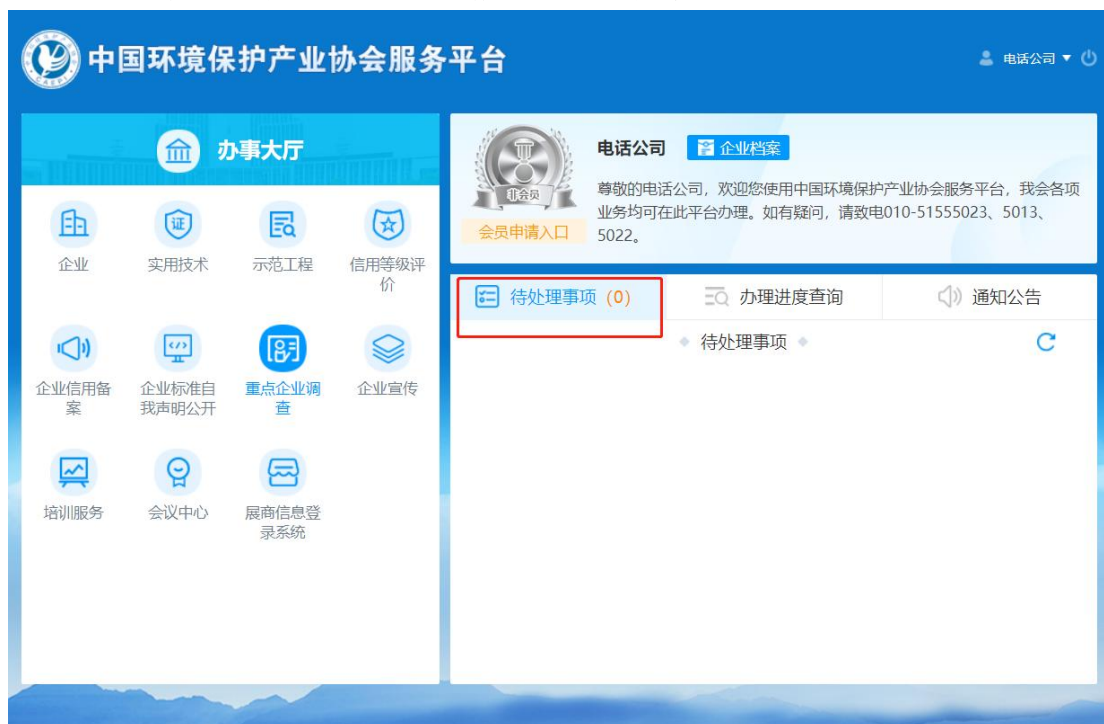 中国环境保护产业协会服务平台
电话公司
办事大厅
企业
实用技术
示范工程
信用等级评
价
企业信用备
案
企业标准自
我声明公开
重点企业调
查
企业宣传
培训服务
会议中心
展商信息登
录系统
非会员
会员申请入口
电话公司 企业档案
尊敬的电话公司，欢迎您使用中国环境保护产业协会服务平台，我会各项
业务均可在此平台办理。如有疑问，请致电010-51555023、5013、
5022。
待处理事项 (0)
办理进度查询
通知公告
待处理事项